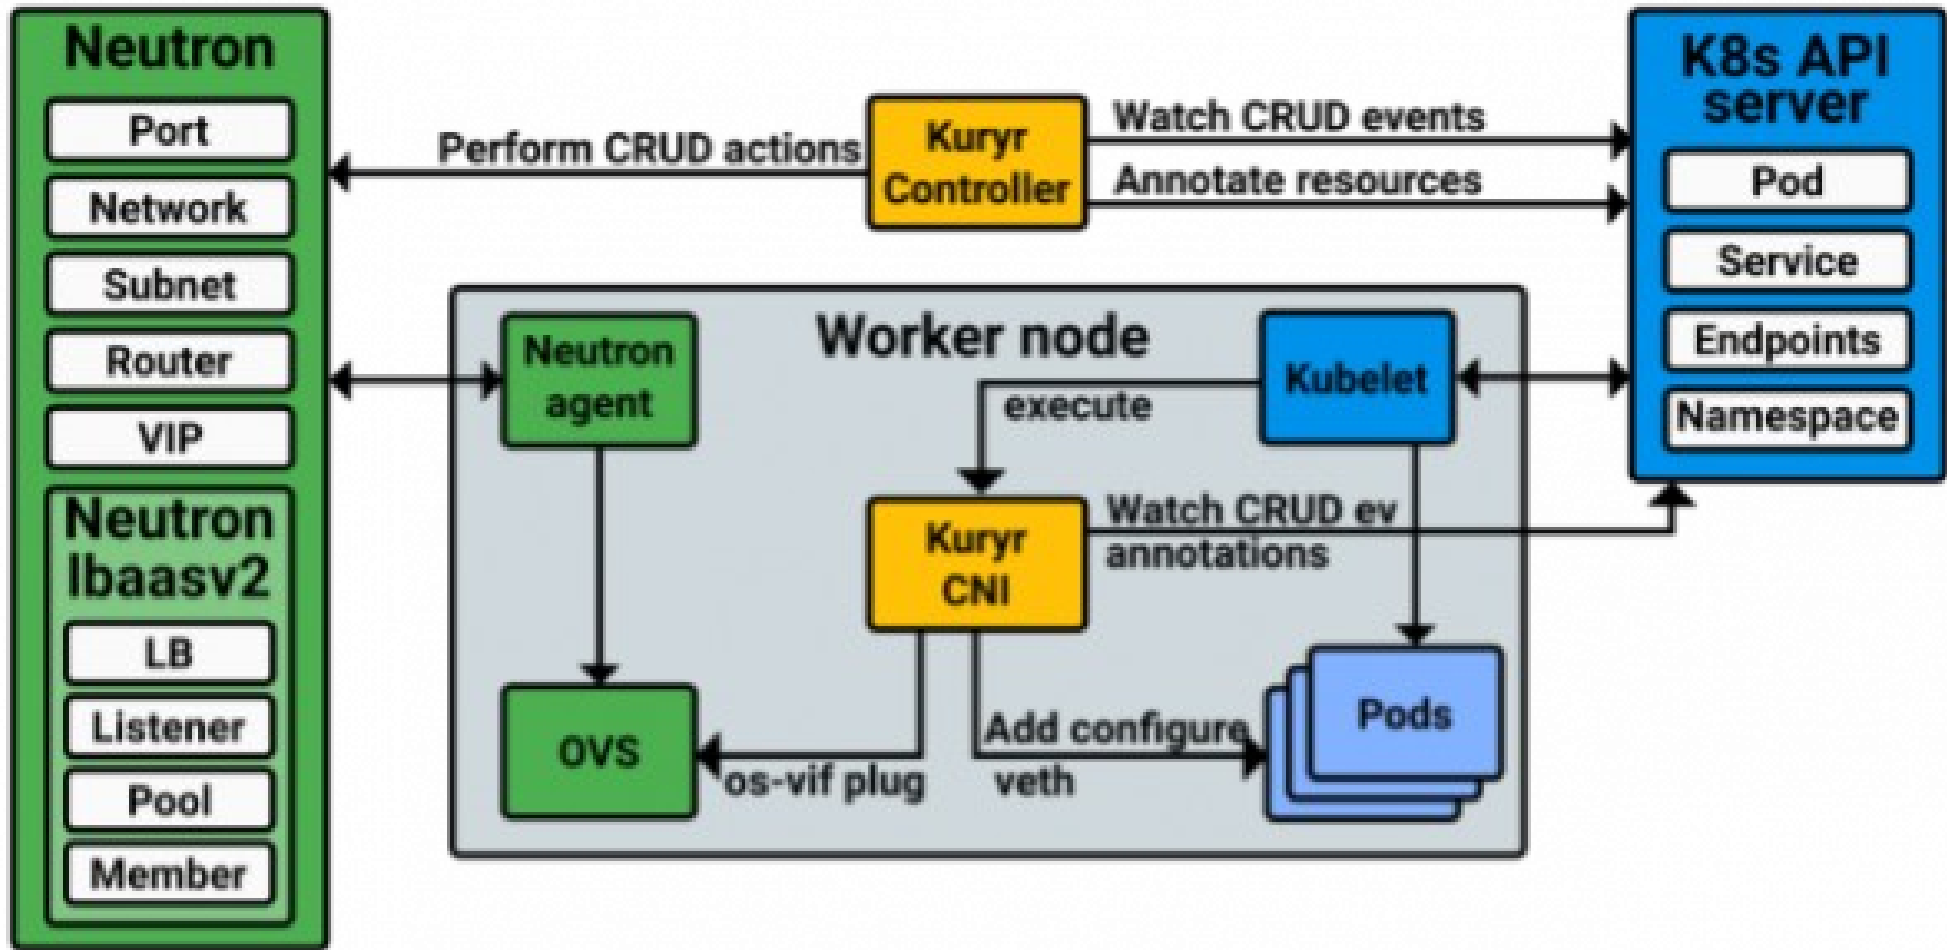 Neutron
Port
Network
Subnet
Router
VIP
Neutron
lbaasv2
LB
Listener
Pool
Member
Perform CRUD actions
Kuryr
Controller
Watch CRUD events
Annotate resources
K8s API
server
Pod
Service
Endpoints
Namespace
Worker node
Neutron
agent
Kubelet
execute
Kuryr
CNI
Watch CRUD ev
annotations
OVS
os-vif plug
Add configure
veth
Pods